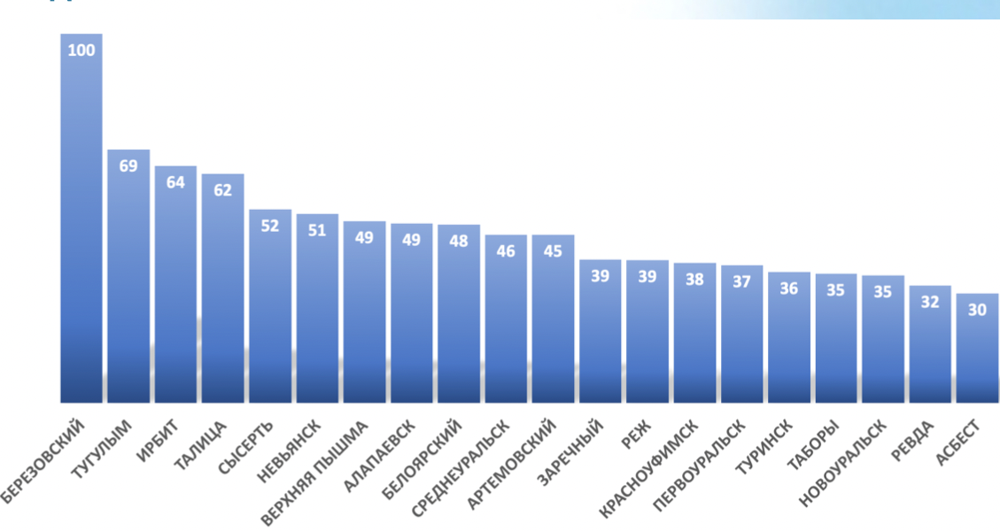 100
69
64
62
52
51
49
49
48
46
45
39
39
38
37
36
35
35
32
30
БЕРЕЗОВСКИЙ
ТУГУЛЫМ
ИРБИТ
ТАЛИЦА
СЫСЕРТЬ
НЕВЬЯНСК
ВЕРХНЯЯ ПЫШМА
АЛАПАЕВСК
БЕЛОЯРСКИЙ
СРЕДНЕУРАЛЬСК
АРТЕМОВСКИЙ
ЗАРЕЧНЫЙ
РЕЖ
КРАСНОУФИМСК
ПЕРВОУРАЛЬСК
ТУРИНСК
ТАБОРЫ
НОВОУРАЛЬСК
РЕВДА
АСБЕСТ